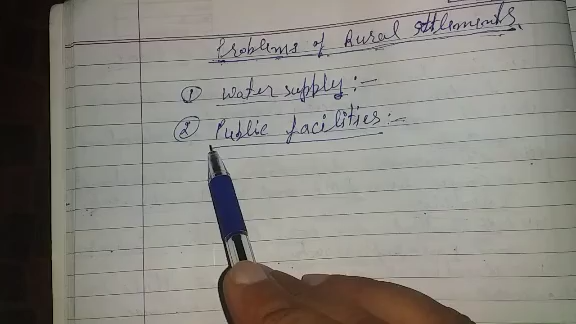 Problems of Rural settlements
① water supply :-
② Public facilities :-